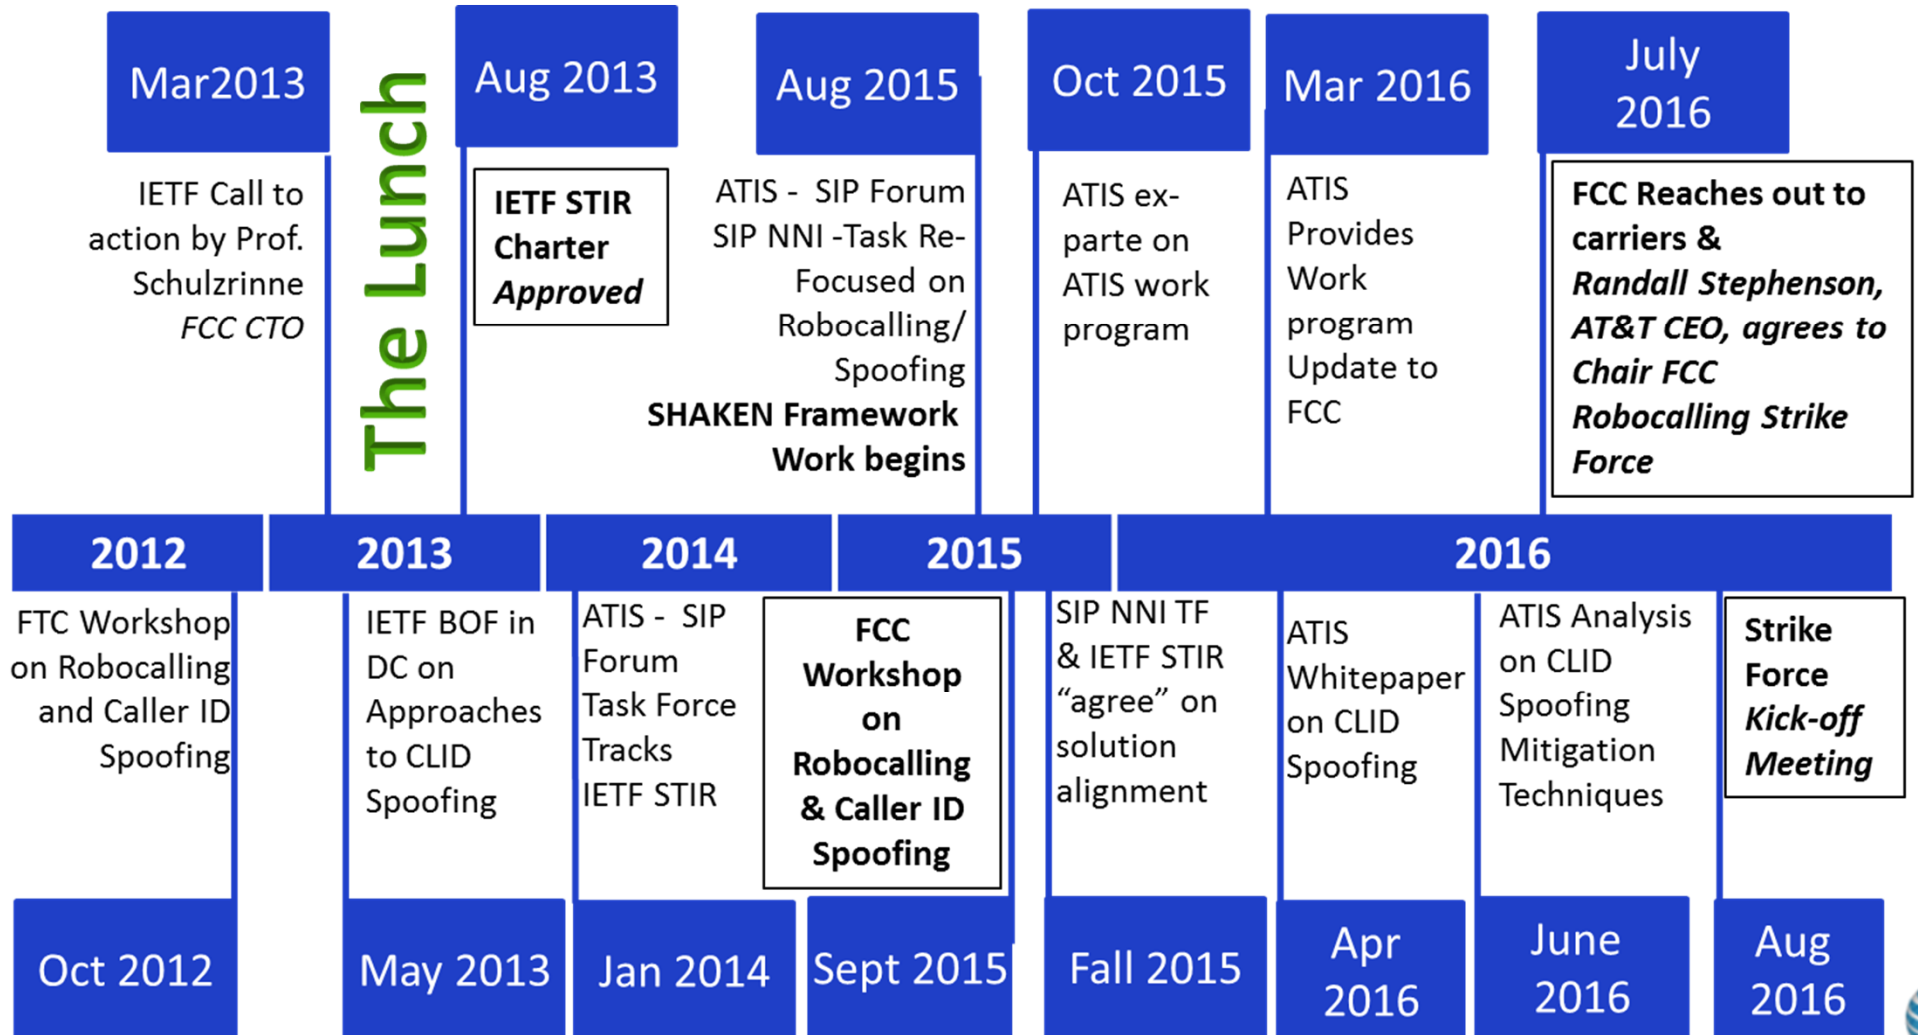 Mar2013
IETF Call to
action by Prof.
Schulzrinne
FCC CTO
The Lunch
Aug 2013
IETF STIR
Charter
Approved
Aug 2015
ATIS - SIP Forum
SIP NNI -Task Re-
Focused on
Robocalling/
Spoofing
SHAKEN Framework
Work begins
Oct 2015
ATIS ex-
parte on
ATIS work
program
Mar 2016
ATIS
Provides
Work
program
Update to
FCC
July
2016
FCC Reaches out to
carriers &
Randall Stephenson,
AT&T CEO, agrees to
Chair FCC
Robocalling Strike
Force
2012
2013
2014
2015
2016
FTC Workshop
on Robocalling
and Caller ID
Spoofing
Oct 2012
IETF BOF in
DC on
Approaches
to CLID
Spoofing
May 2013
ATIS - SIP
Forum
Task Force
Tracks
IETF STIR
Jan 2014
FCC
Workshop
on
Robocalling
& Caller ID
Spoofing
Sept 2015
SIP NNI TF
& IETF STIR
“agree” on
solution
alignment
Fall 2015
ATIS
Whitepaper
on CLID
Spoofing
Apr
2016
ATIS Analysis
on CLID
Spoofing
Mitigation
Techniques
June
2016
Strike
Force
Kick-off
Meeting
Aug
2016